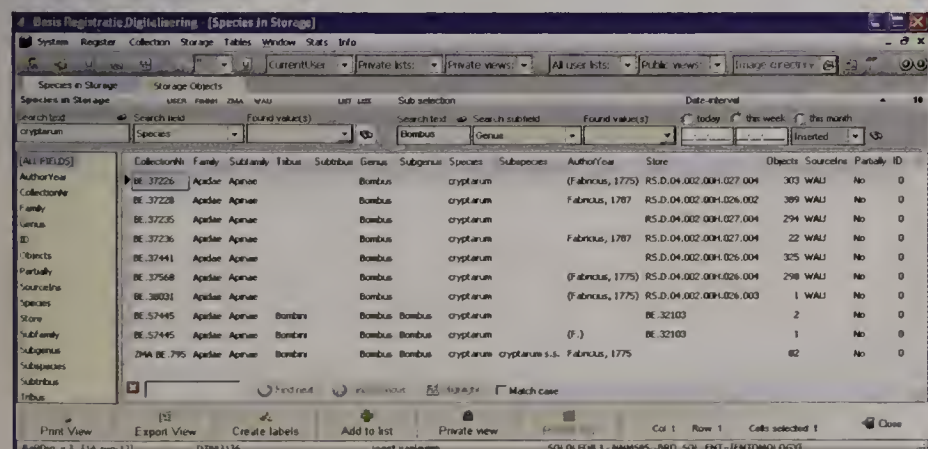 Basis Registratie Digitalisering - [Species in Storage]
System Register Collection Storage Tables Window Stats Info
CurrentUser Private lists: Private views: All user lists: Public views: Image directory
Species in Storage Storage Objects
Species in Storage USER ZMA WAU LIST Sub selection Date-interval 10
Search text Search field Found value(s) Search text Search subfield Found value(s) today this week this month
cryptarum Species Bombus Genus Inserted
[ALL FIELDS]
AuthorYear
CollectionNr
Family
Genus
ID
Objects
Partially
SourceIns
Species
Store
Subfamily
Subgenus
Subspecies
Subtribus
Tribus
CollectionNr Family Subfamily Tribus Subtribus Genus Subgenus Species Subspecies AuthorYear Store Objects SourceIns Partially ID
BE.37226 Apidae Apinae Bombus cryptarum (Fabricius, 1775) RS.D.04.002.00H.027.004 303 WAU No 0
BE.37228 Apidae Apinae Bombus cryptarum Fabricius, 1787 RS.D.04.002.00H.026.002 389 WAU No 0
BE.37235 Apidae Apinae Bombus cryptarum RS.D.04.002.00H.027.004 294 WAU No 0
BE.37236 Apidae Apinae Bombus cryptarum Fabricius, 1787 RS.D.04.002.00H.027.004 22 WAU No 0
BE.37441 Apidae Apinae Bombus cryptarum RS.D.04.002.00H.026.004 325 WAU No 0
BE.37568 Apidae Apinae Bombus cryptarum (Fabricius, 1775) RS.D.04.002.00H.026.004 298 WAU No 0
BE.38031 Apidae Apinae Bombus cryptarum (Fabricius, 1775) RS.D.04.002.00H.026.003 1 WAU No 0
BE.57445 Apidae Apinae Bombini Bombus Bombus cryptarum BE.32103 2 No 0
BE.57445 Apidae Apinae Bombini Bombus Bombus cryptarum (F.) BE.32103 1 No 0
ZMA BE.795 Apidae Apinae Bombini Bombus Bombus cryptarum cryptarum s.s. Fabricius, 1775 82 No 0
Find next Match case
Print View Export View Create labels Add to list Private view Col 1 Row 1 Cells selected 1 Close